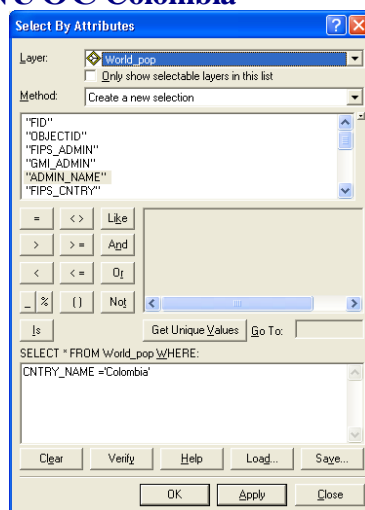 Colombia
Select By Attributes
Layer: World_pop
Only show selectable layers in this list
Method: Create a new selection
"FID"
"OBJECTID"
"FIPS_ADMIN"
"GMI_ADMIN"
"ADMIN_NAME"
"FIPS_CNTRY"
= <> Like
> >= And
< <= Or
_ % () Not
Is Get Unique Values Go To:
SELECT * FROM World_pop WHERE:
CNTRY_NAME ='Colombia'
Clear Verify Help Load... Save...
OK Apply Close